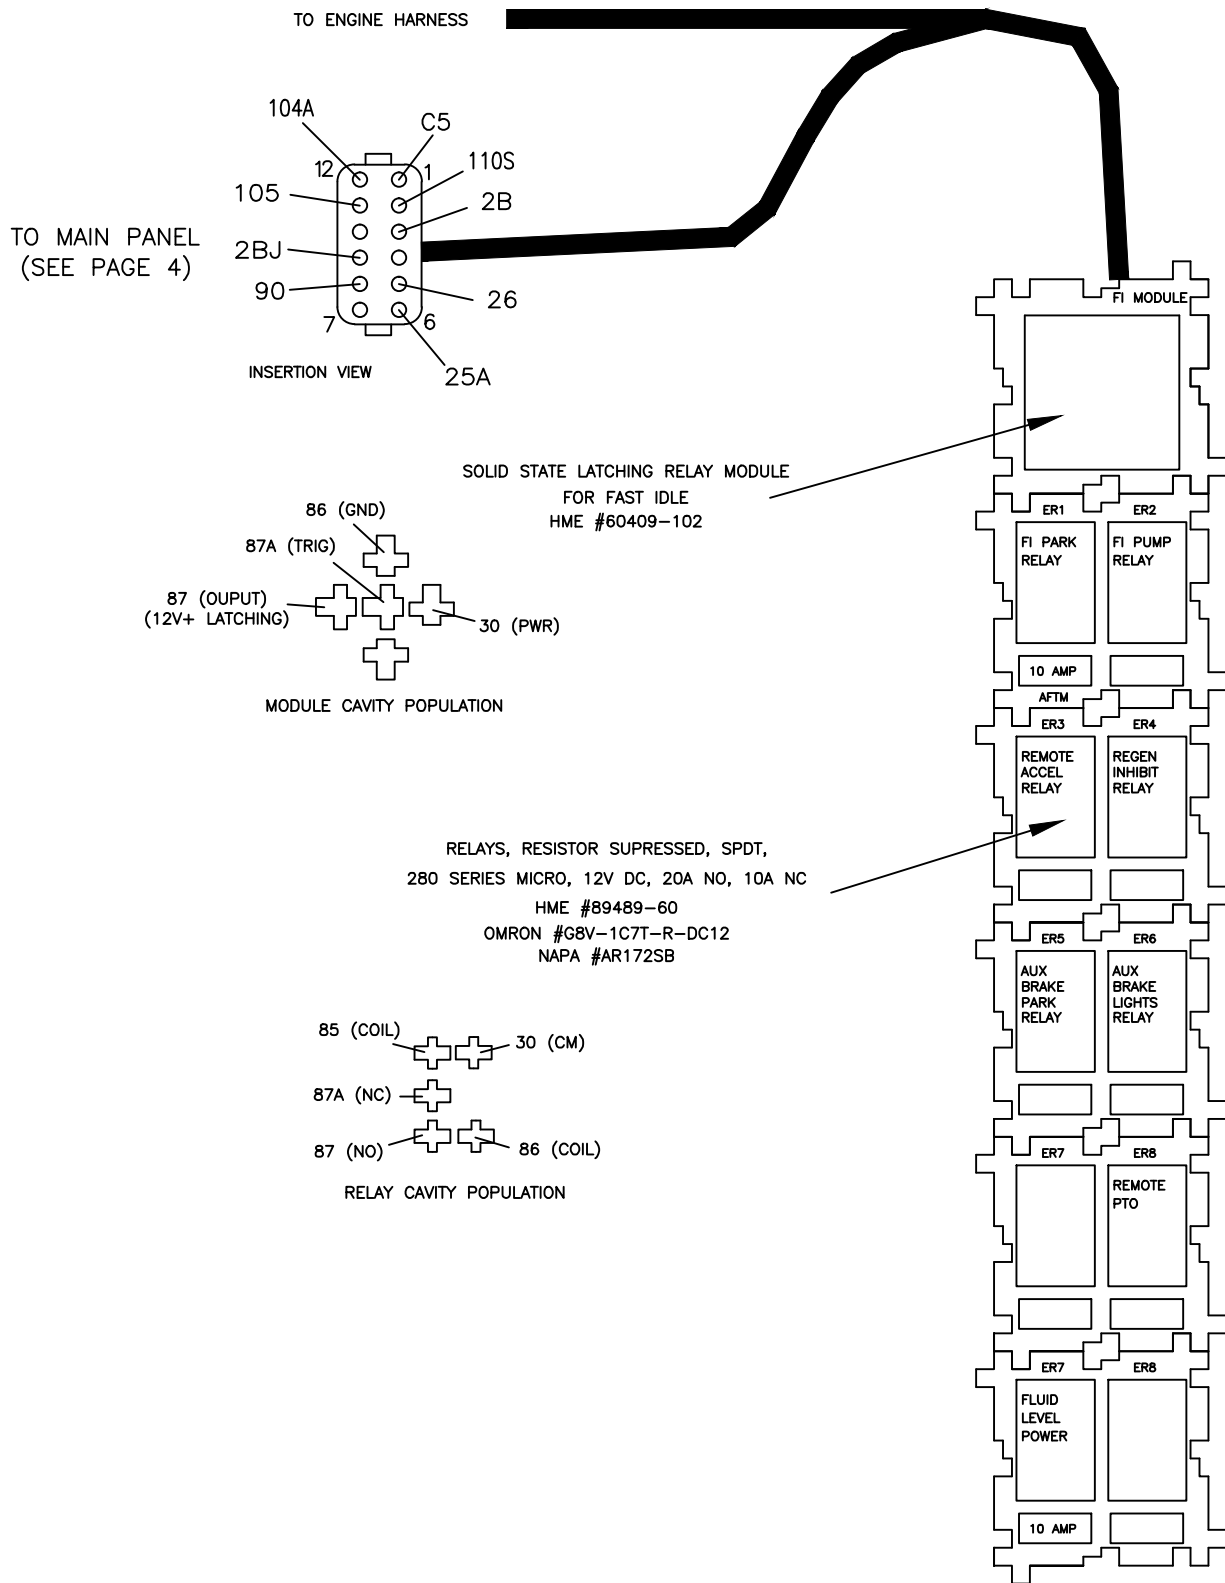 TO ENGINE HARNESS
104A
C5
12
1
110S
105
2B
TO MAIN PANEL
(SEE PAGE 4)
2BJ
90
26
7
6
25A
INSERTION VIEW
FI MODULE
SOLID STATE LATCHING RELAY MODULE
FOR FAST IDLE
HME #60409-102
86 (GND)
87A (TRIG)
87 (OUPUT)
(12V+ LATCHING)
30 (PWR)
MODULE CAVITY POPULATION
ER1
ER2
FI PARK
RELAY
FI PUMP
RELAY
10 AMP
AFTM
ER3
ER4
REMOTE
ACCEL
RELAY
REGEN
INHIBIT
RELAY
RELAYS, RESISTOR SUPRESSED, SPDT,
280 SERIES MICRO, 12V DC, 20A NO, 10A NC
HME #89489-60
OMRON #G8V-1C7T-R-DC12
NAPA #AR172SB
ER5
ER6
AUX
BRAKE
PARK
RELAY
AUX
BRAKE
LIGHTS
RELAY
85 (COIL)
30 (CM)
87A (NC)
87 (NO)
86 (COIL)
RELAY CAVITY POPULATION
ER7
ER8
REMOTE
PTO
ER7
ER8
FLUID
LEVEL
POWER
10 AMP